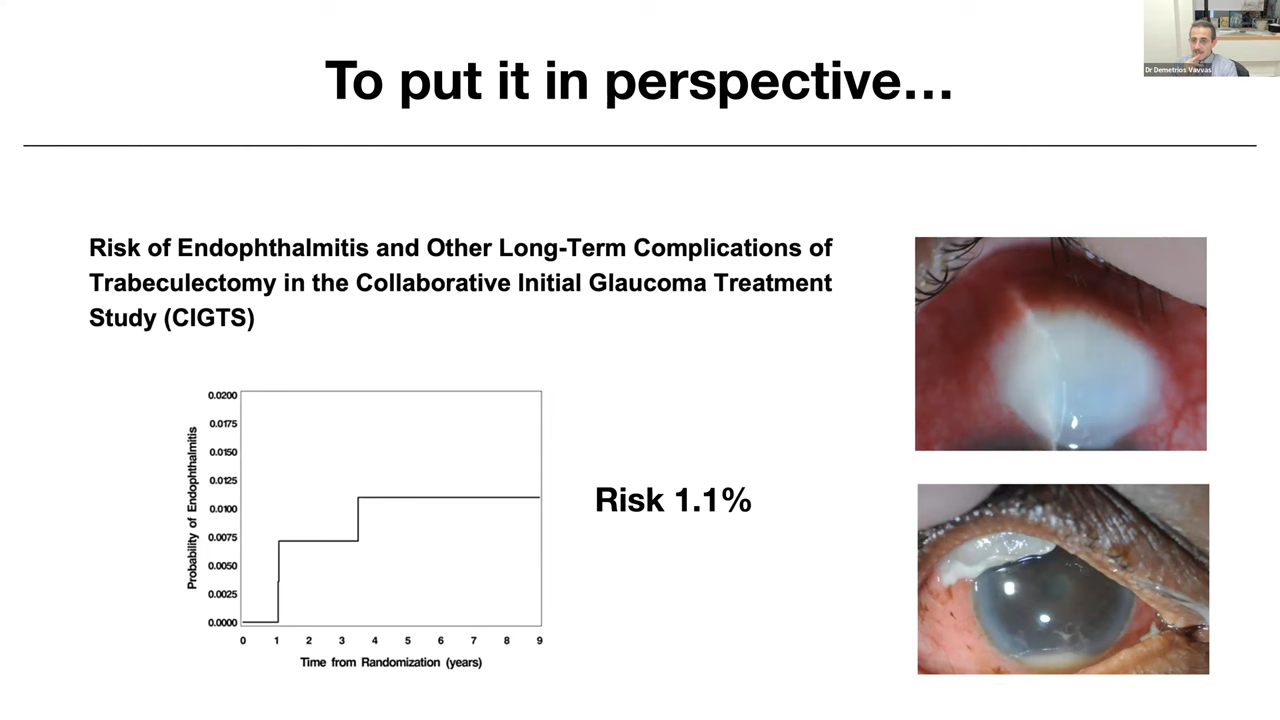 To put it in perspective...
Dr Demetrios Vavvas
Risk of Endophthalmitis and Other Long-Term Complications of
Trabeculectomy in the Collaborative Initial Glaucoma Treatment
Study (CIGTS)
Probability of Endophthalmitis
0.0200
0.0175
0.0150
0.0125
0.0100
0.0075
0.0050
0.0025
0.0000
0 1 2 3 4 5 6 7 8 9
Time from Randomization (years)
Risk 1.1%